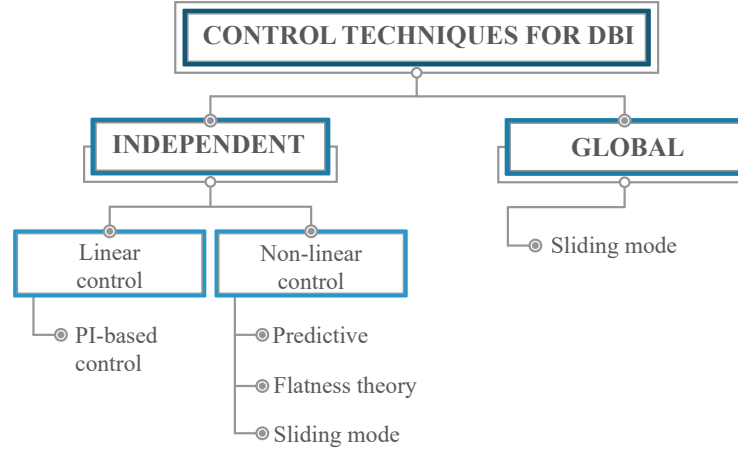 CONTROL TECHNIQUES FOR DBI
INDEPENDENT
GLOBAL
Linear
control
Non-linear
control
Sliding mode
PI-based
control
Predictive
Flatness theory
Sliding mode